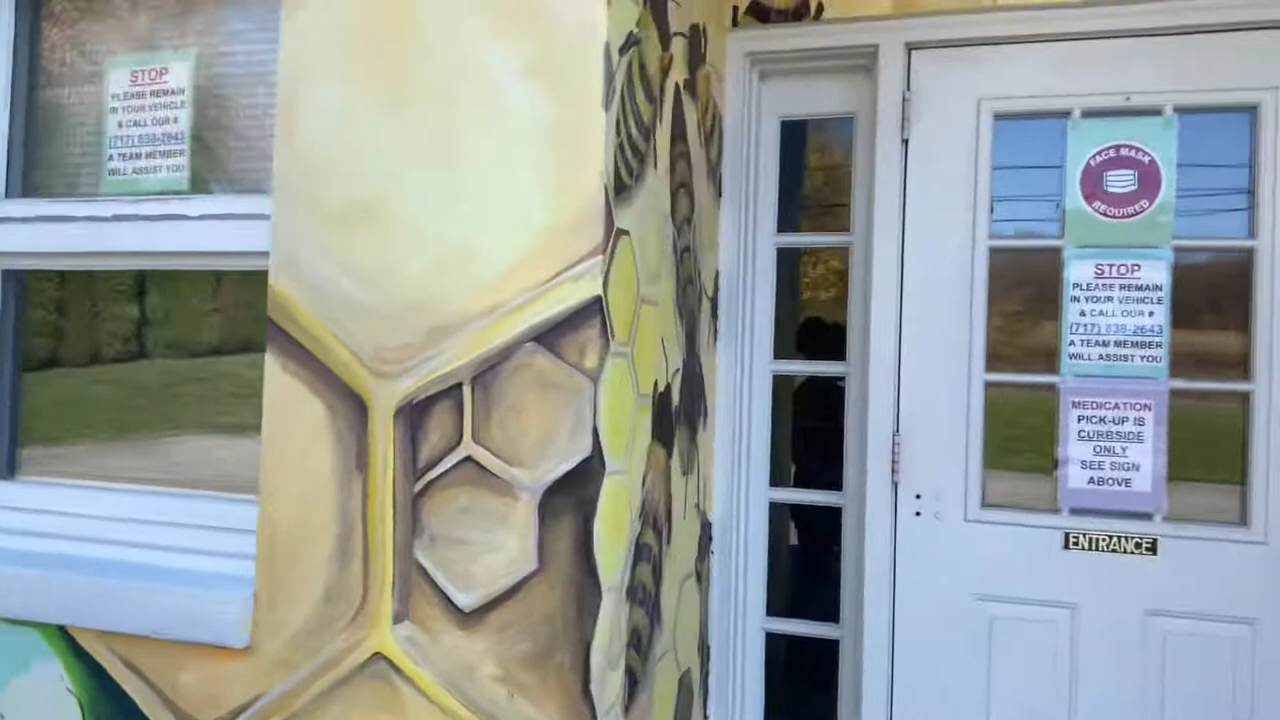 STOP
PLEASE REMAIN
IN YOUR VEHICLE
& CALL OUR #
(717) 838-2643
A TEAM MEMBER
WILL ASSIST YOU
FACE MASK
REQUIRED
STOP
PLEASE REMAIN
IN YOUR VEHICLE
& CALL OUR #
(717) 838-2643
A TEAM MEMBER
WILL ASSIST YOU
MEDICATION
PICK-UP IS
CURBSIDE
ONLY
SEE SIGN
ABOVE
ENTRANCE